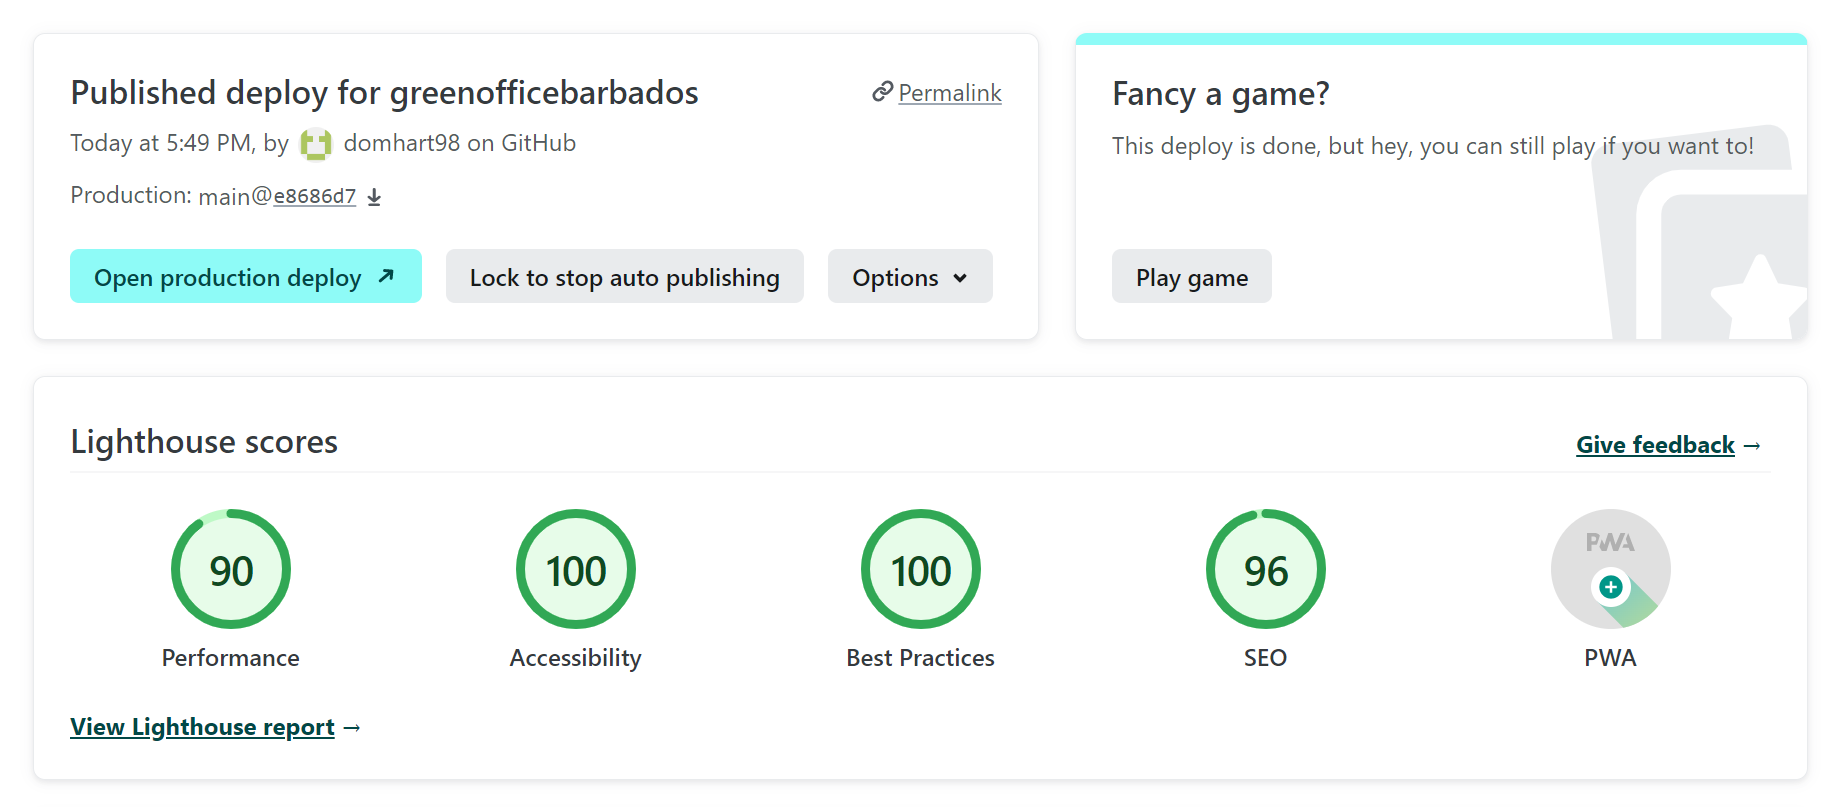 Published deploy for greenofficebarbados
Permalink
Today at 5:49 PM, by domhart98 on GitHub
Production: main@e8686d7
Open production deploy
Lock to stop auto publishing
Options
Fancy a game?
This deploy is done, but hey, you can still play if you want to!
Play game
Lighthouse scores
Give feedback →
90
Performance
100
Accessibility
100
Best Practices
96
SEO
PWA
PWA
View Lighthouse report →